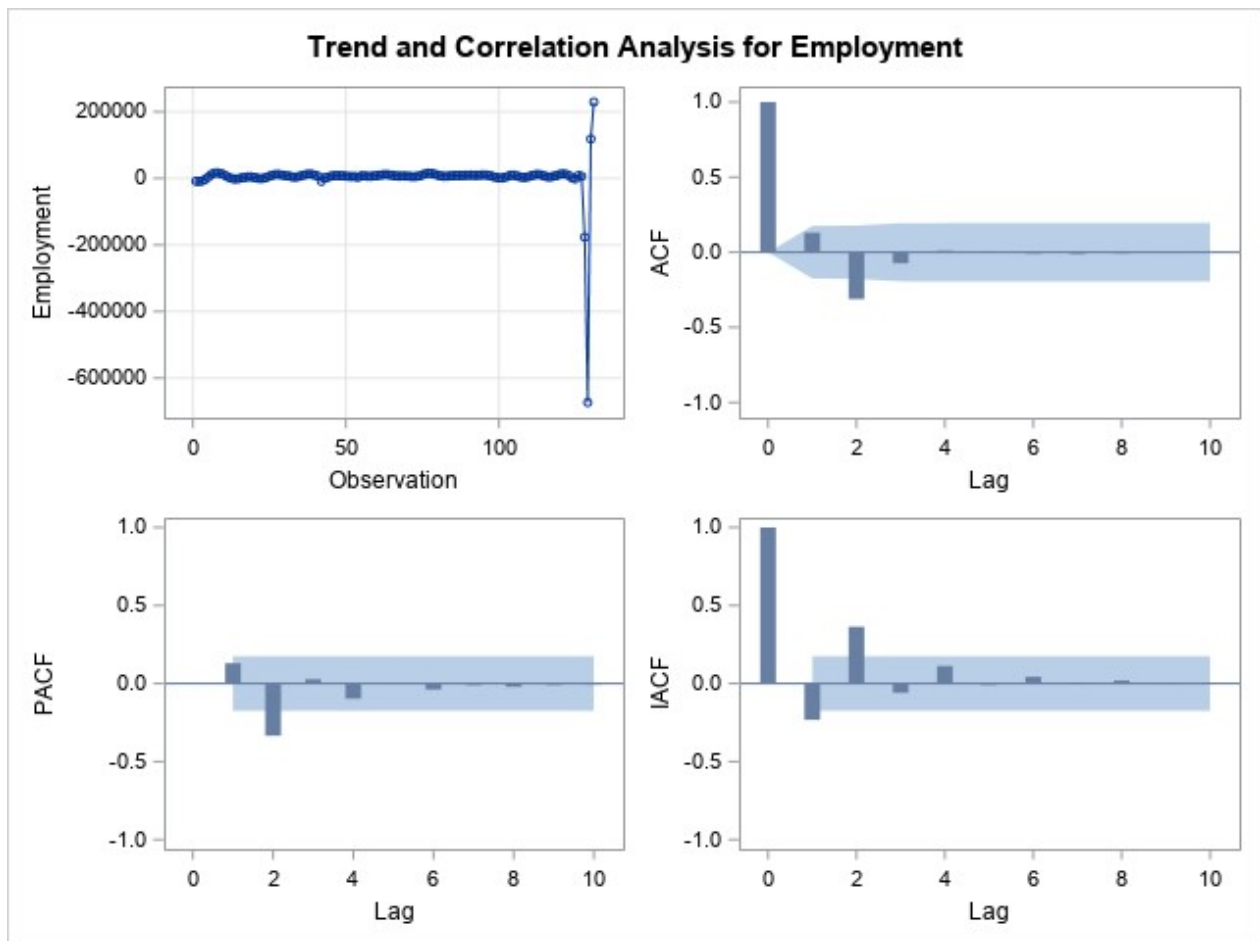 Trend and Correlation Analysis for Employment
200000
0
-200000
-400000
-600000
Employment
0 50 100
Observation
1.0
0.5
0.0
-0.5
-1.0
ACF
0 2 4 6 8 10
Lag
1.0
0.5
0.0
-0.5
-1.0
PACF
0 2 4 6 8 10
Lag
1.0
0.5
0.0
-0.5
-1.0
IACF
0 2 4 6 8 10
Lag